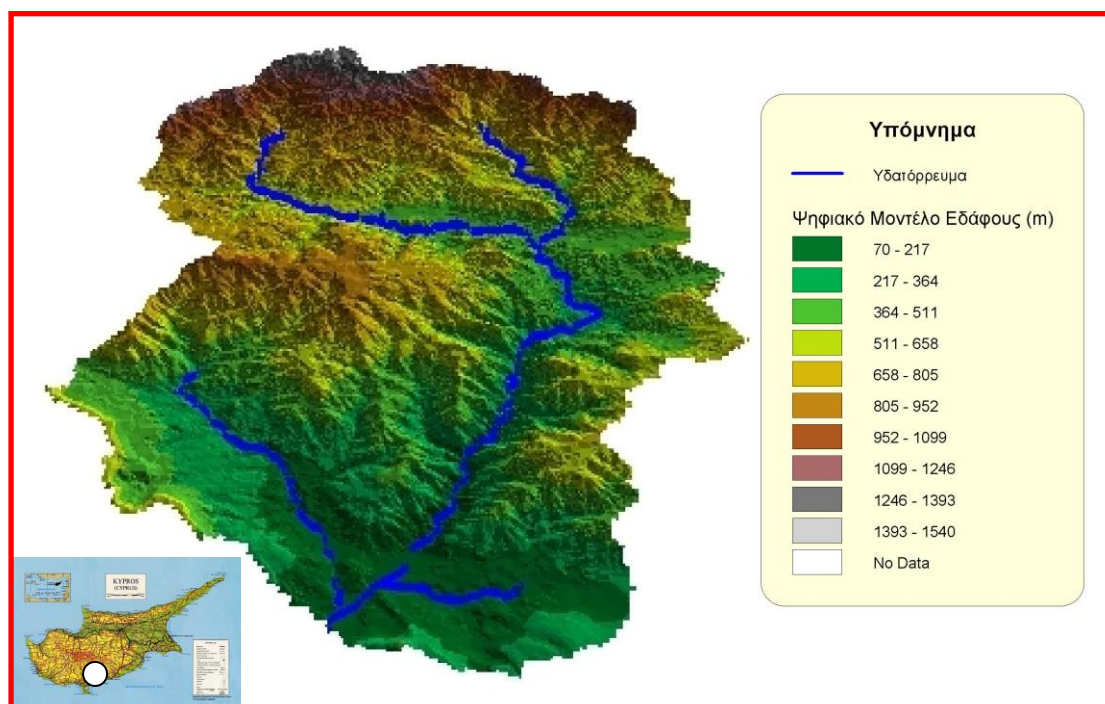 Υπόμνημα
Υδατόρρευμα
Ψηφιακό Μοντέλο Εδάφους (m)
70 - 217
217 - 364
364 - 511
511 - 658
658 - 805
805 - 952
952 - 1099
1099 - 1246
1246 - 1393
1393 - 1540
No Data
KYPROS
(CYPRUS)